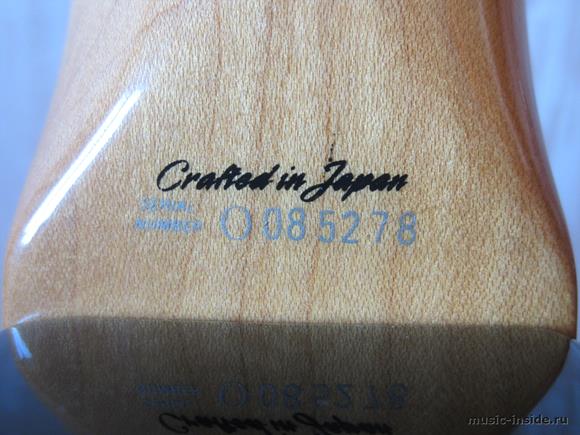 Crafted in Japan
SERIAL
NUMBER O085278
music-inside.ru